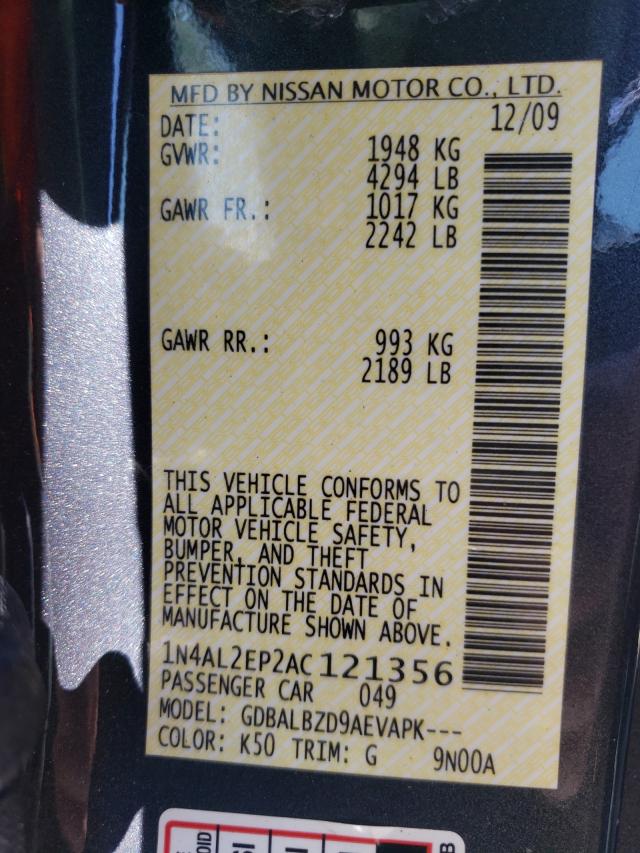 MFD BY NISSAN MOTOR CO., LTD.
DATE: 12/09
GVWR: 1948 KG
4294 LB
GAWR FR.: 1017 KG
2242 LB
GAWR RR.: 993 KG
2189 LB
THIS VEHICLE CONFORMS TO
ALL APPLICABLE FEDERAL
MOTOR VEHICLE SAFETY,
BUMPER, AND THEFT
PREVENTION STANDARDS IN
EFFECT ON THE DATE OF
MANUFACTURE SHOWN ABOVE.
1N4AL2EP2AC121356
PASSENGER CAR 049
MODEL: GDBALBZD9AEVAPK---
COLOR: K50 TRIM: G 9N00A